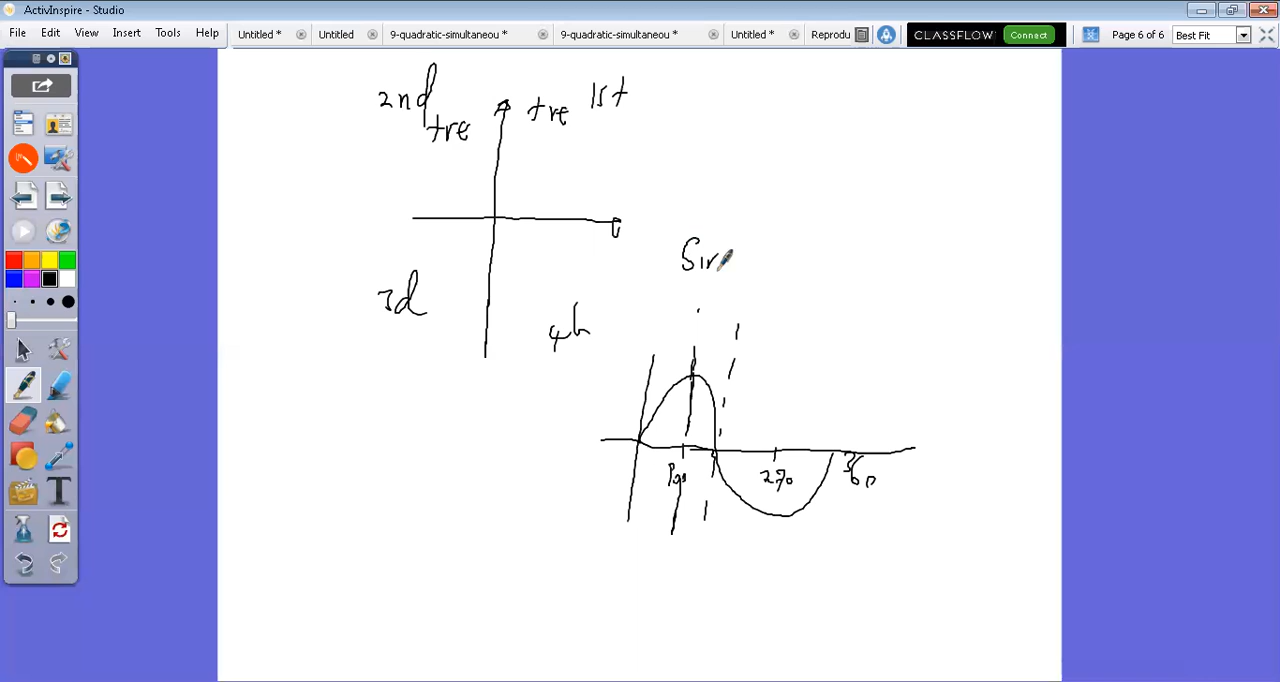 ActivInspire - Studio
File Edit View Insert Tools Help
Untitled * Untitled 9-quadratic-simultaneou * 9-quadratic-simultaneou * Untitled * Reprodu CLASSFLOW Connect Page 6 of 6 Best Fit
2nd +ve +ve 1st
Sin
3d
4th
270 360